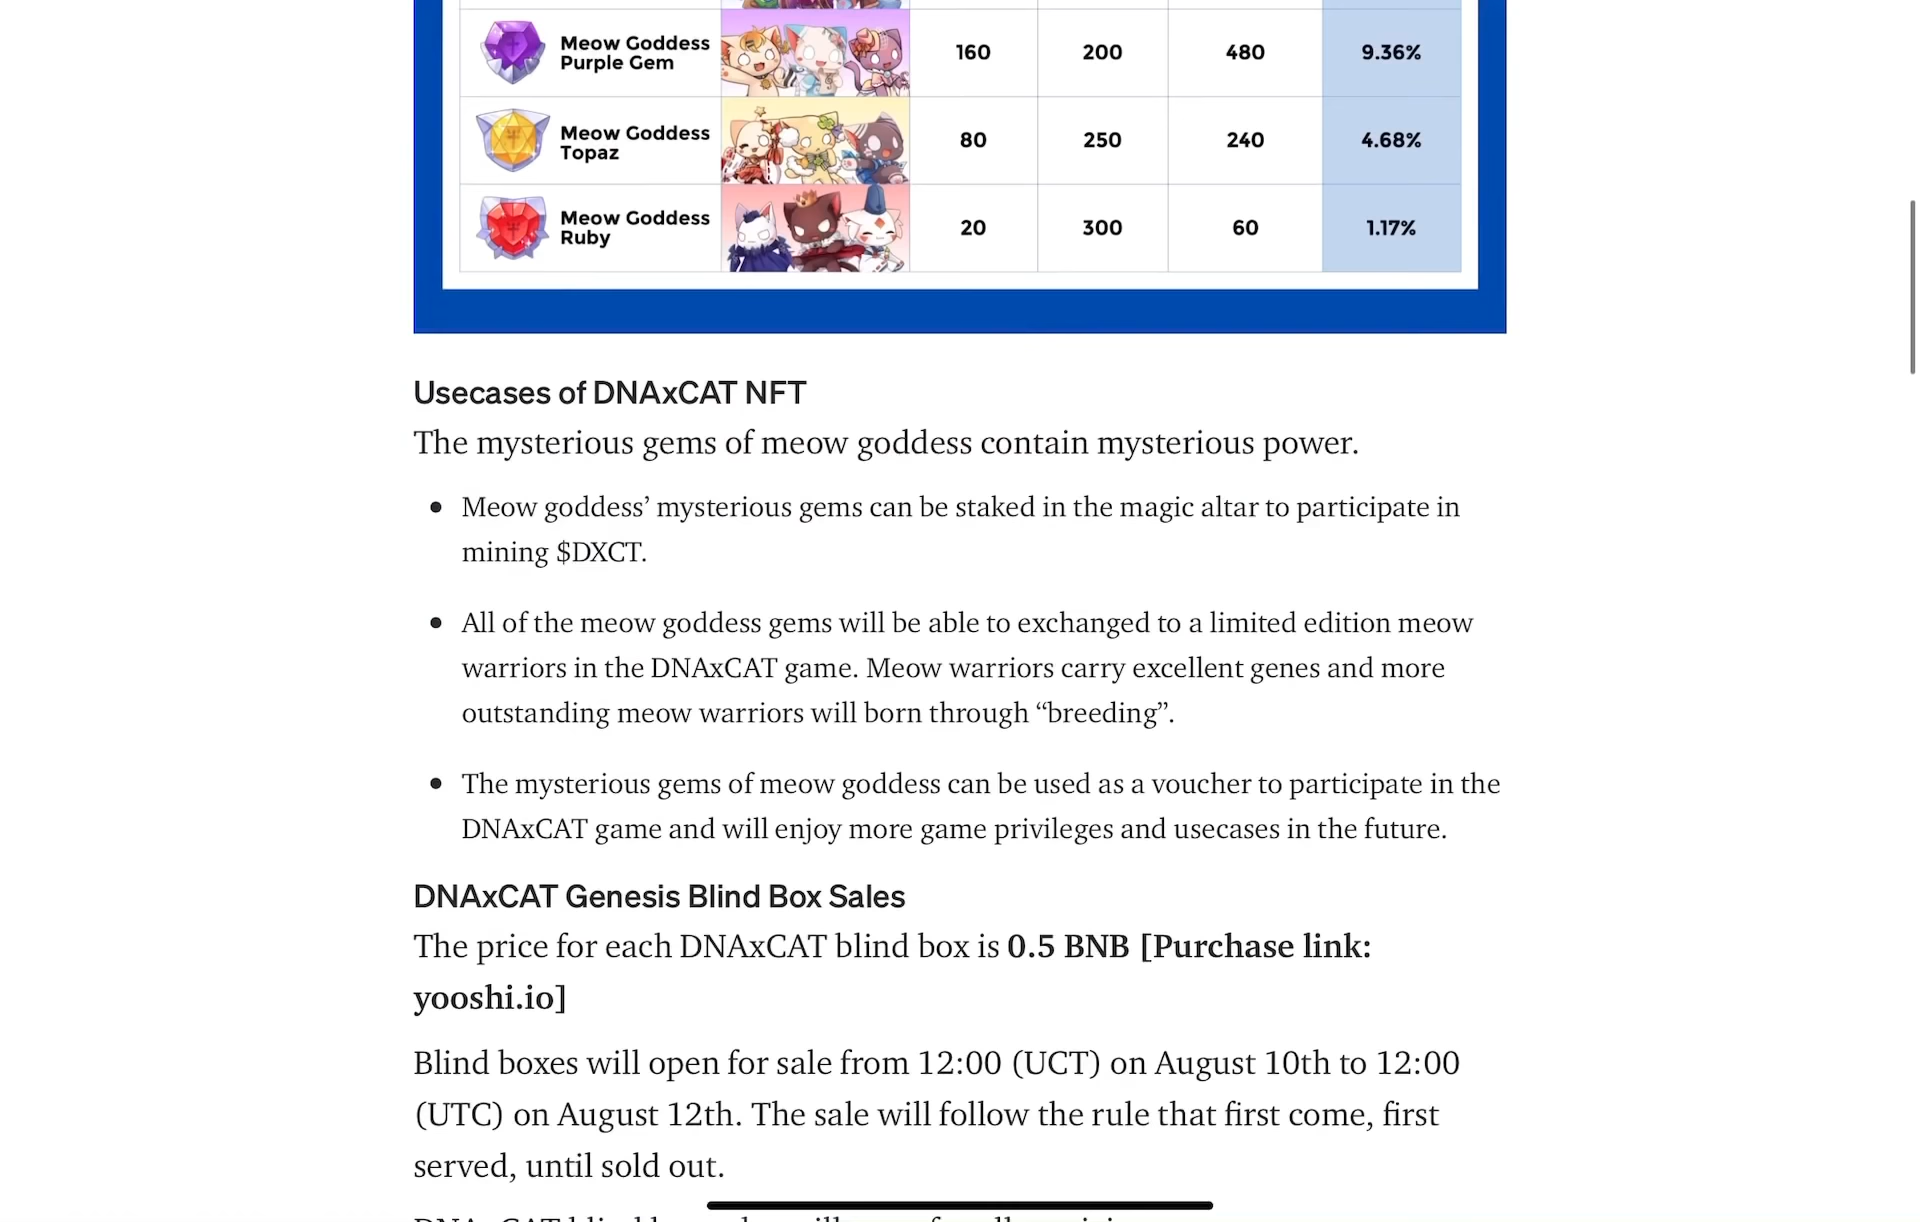 Meow Goddess
Purple Gem
160
200
480
9.36%
Meow Goddess
Topaz
80
250
240
4.68%
Meow Goddess
Ruby
20
300
60
1.17%
Usecases of DNAxCAT NFT
The mysterious gems of meow goddess contain mysterious power.
• Meow goddess’ mysterious gems can be staked in the magic altar to participate in
mining $DXCT.
• All of the meow goddess gems will be able to exchanged to a limited edition meow
warriors in the DNAxCAT game. Meow warriors carry excellent genes and more
outstanding meow warriors will born through “breeding”.
• The mysterious gems of meow goddess can be used as a voucher to participate in the
DNAxCAT game and will enjoy more game privileges and usecases in the future.
DNAxCAT Genesis Blind Box Sales
The price for each DNAxCAT blind box is 0.5 BNB [Purchase link:
yooshi.io]
Blind boxes will open for sale from 12:00 (UCT) on August 10th to 12:00
(UTC) on August 12th. The sale will follow the rule that first come, first
served, until sold out.